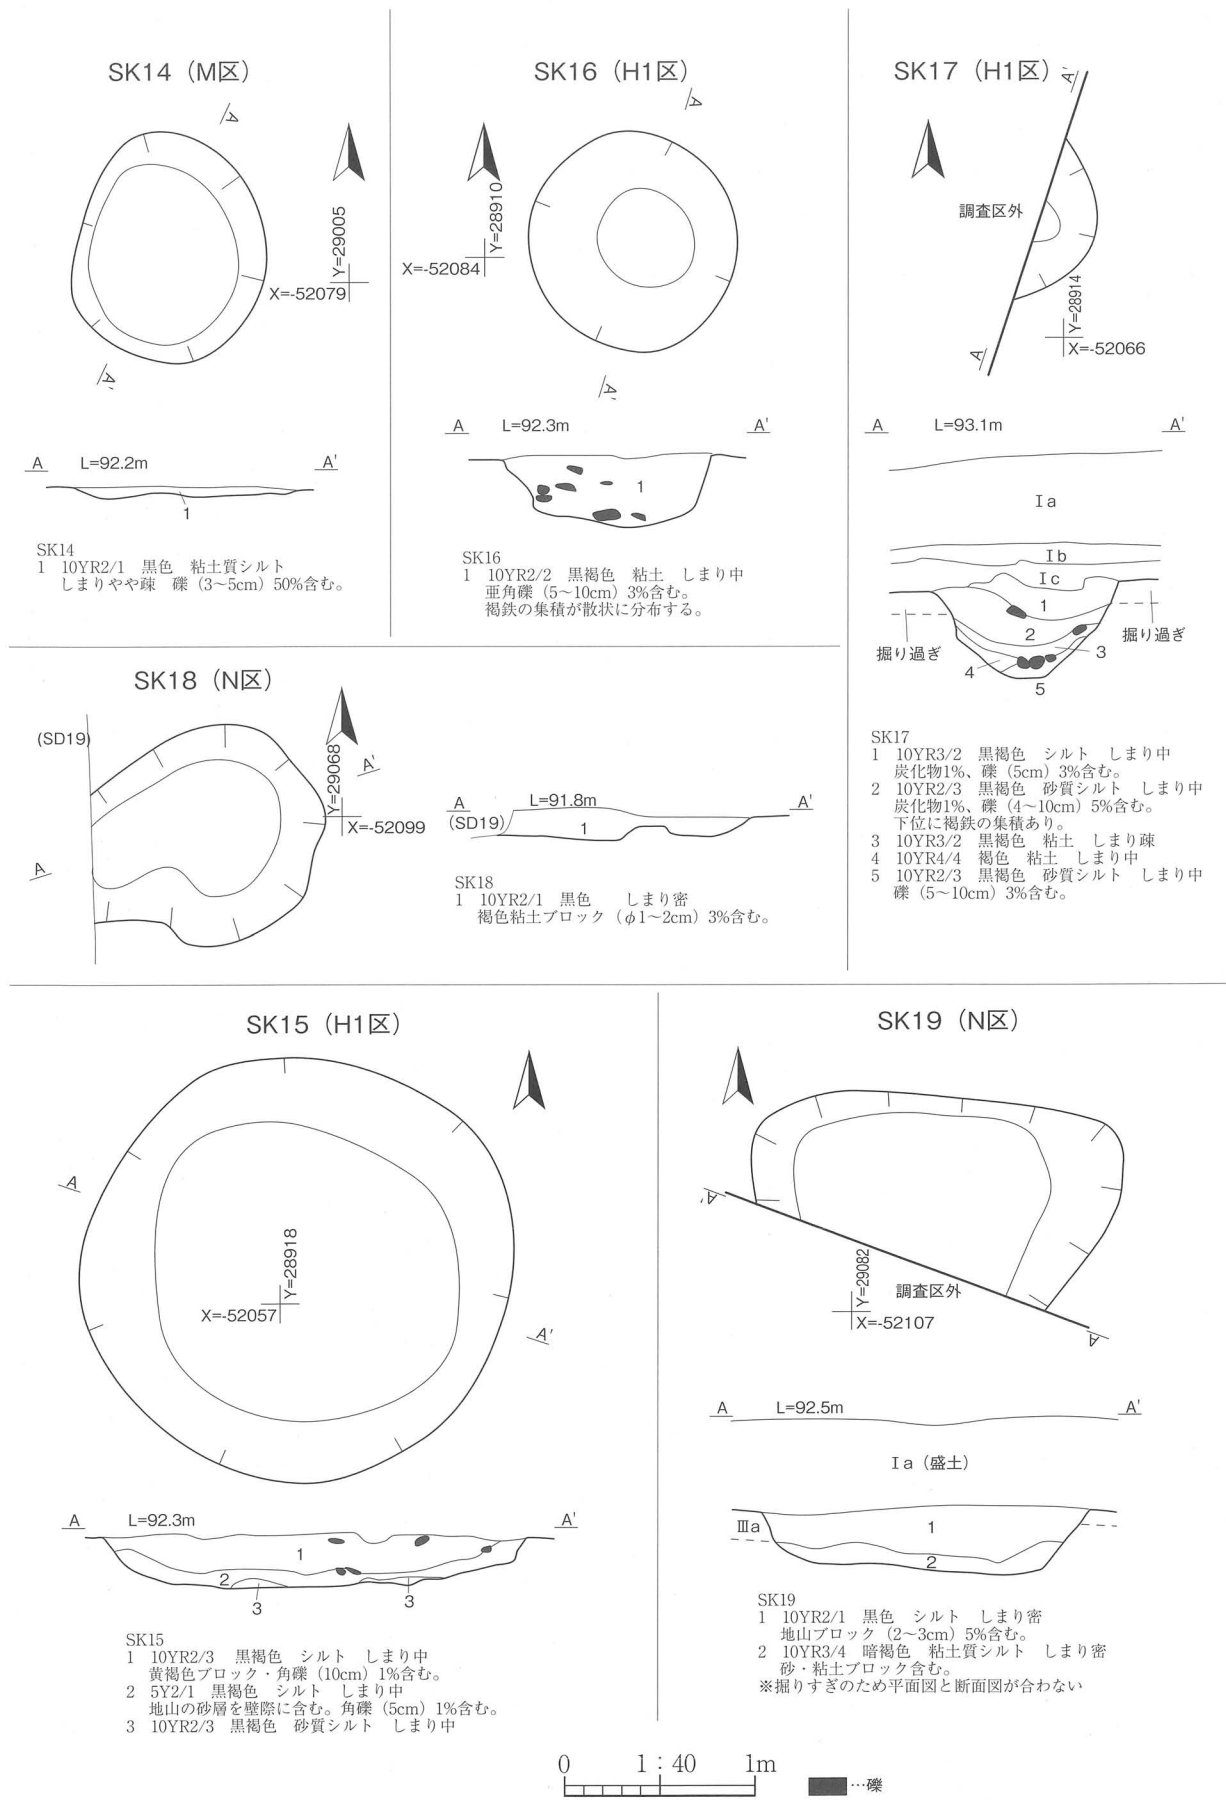 SK14（M区）
A
Y=29005
X=-52079
A'
A
L=92.2m
A'
1
SK14
1 10YR2/1 黒色 粘土質シルト
しまりやや疎 礫（3～5cm）50%含む。
SK16（H1区）
A
Y=28910
X=-52084
A'
A
L=92.3m
A'
1
SK16
1 10YR2/2 黒褐色 粘土 しまり中
亜角礫（5～10cm）3%含む。
褐鉄の集積が散状に分布する。
SK17（H1区）
A'
調査区外
Y=28914
X=-52066
A
A
L=93.1m
A'
Ⅰa
Ⅰb
Ⅰc
1
2
3
4
5
掘り過ぎ
掘り過ぎ
SK17
1 10YR3/2 黒褐色 シルト しまり中
炭化物1%、礫（5cm）3%含む。
2 10YR2/3 黒褐色 砂質シルト しまり中
炭化物1%、礫（4～10cm）5%含む。
下位に褐鉄の集積あり。
3 10YR3/2 黒褐色 粘土 しまり疎
4 10YR4/4 褐色 粘土 しまり中
5 10YR2/3 黒褐色 砂質シルト しまり中
礫（5～10cm）3%含む。
SK18（N区）
(SD19)
Y=29068
A'
X=-52099
A
A
L=91.8m
A'
(SD19)
1
SK18
1 10YR2/1 黒色 しまり密
褐色粘土ブロック（φ1～2cm）3%含む。
SK15（H1区）
A
Y=28918
X=-52057
A'
A
L=92.3m
A'
1
2
3
3
SK15
1 10YR2/3 黒褐色 シルト しまり中
黄褐色ブロック・角礫（10cm）1%含む。
2 5Y2/1 黒褐色 シルト しまり中
地山の砂層を壁際に含む。角礫（5cm）1%含む。
3 10YR2/3 黒褐色 砂質シルト しまり中
SK19（N区）
A'
Y=29082
調査区外
X=-52107
A
A
L=92.5m
A'
Ⅰa（盛土）
Ⅲa
1
2
SK19
1 10YR2/1 黒色 シルト しまり密
地山ブロック（2～3cm）5%含む。
2 10YR3/4 暗褐色 粘土質シルト しまり密
砂・粘土ブロック含む。
※掘りすぎのため平面図と断面図が合わない
0 1：40 1m
…礫